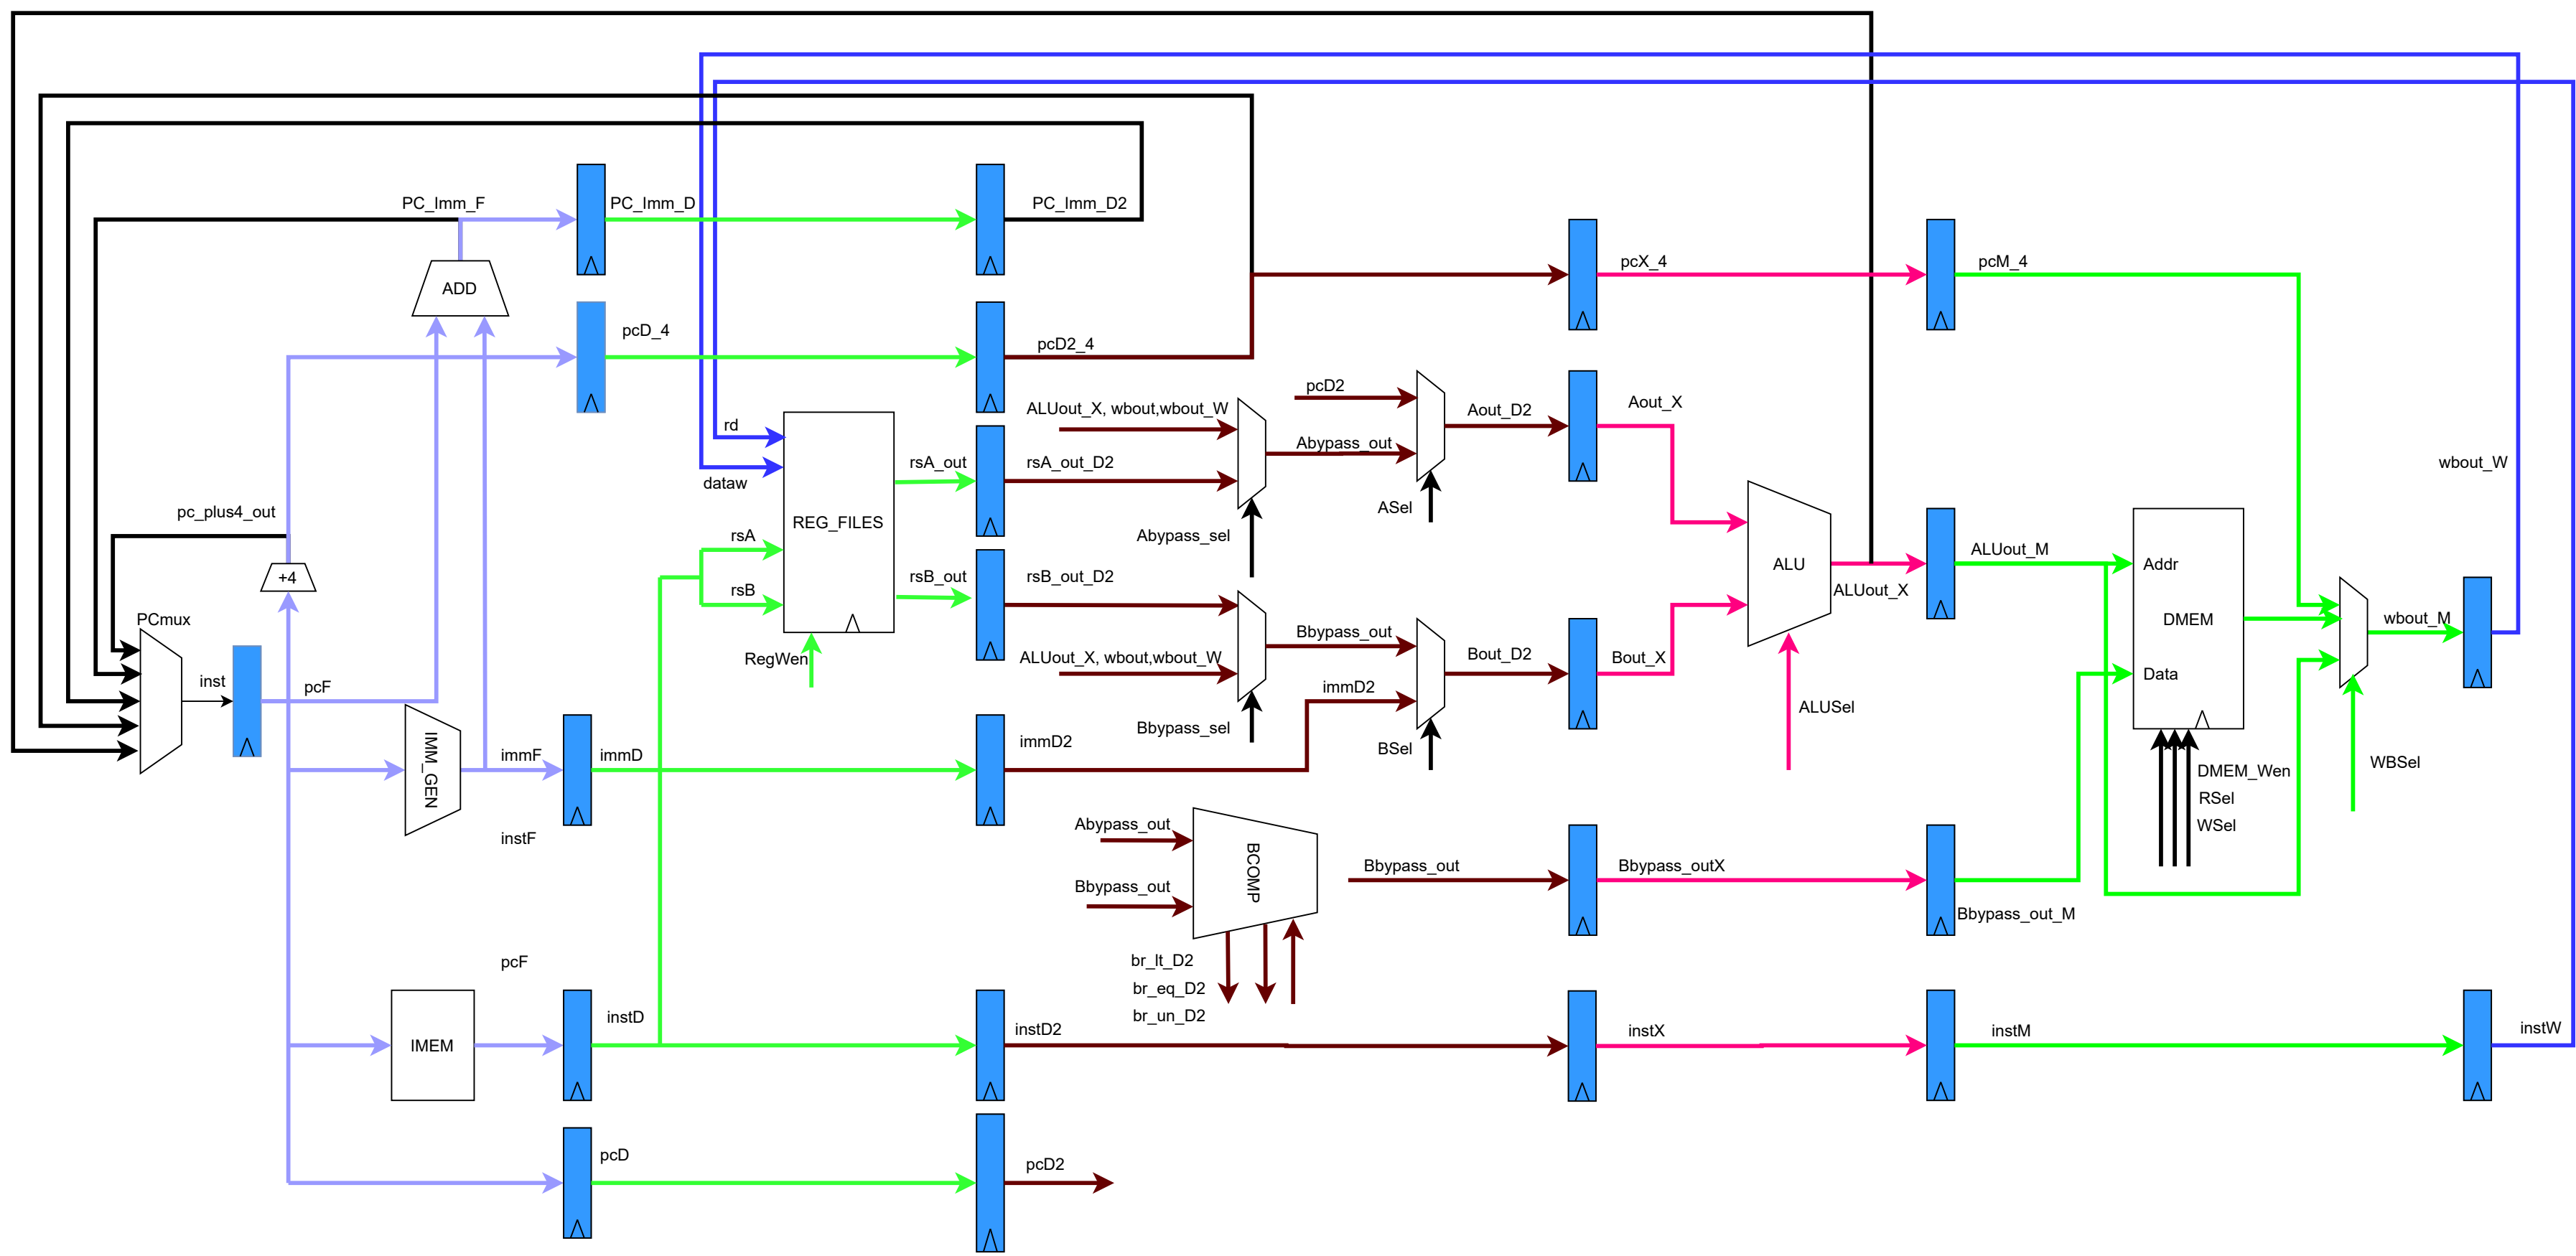 PC_Imm_F
PC_Imm_D
PC_Imm_D2
pcX_4
pcM_4
ADD
pcD_4
pcD2_4
pcD2
ALUout_X, wbout,wbout_W
Aout_D2
Aout_X
rd
Abypass_out
rsA_out
rsA_out_D2
wbout_W
dataw
pc_plus4_out
REG_FILES
ASel
rsA
Abypass_sel
ALUout_M
+4
ALU
Addr
rsB
rsB_out
rsB_out_D2
ALUout_X
PCmux
DMEM
wbout_M
Bbypass_out
RegWen
ALUout_X, wbout,wbout_W
Bout_D2
Bout_X
Data
inst
pcF
immD2
ALUSel
Bbypass_sel
immF
immD
immD2
BSel
IMM_GEN
DMEM_Wen
WBSel
RSel
WSel
instF
Abypass_out
BCOMP
Bbypass_out
Bbypass_outX
Bbypass_out
Bbypass_out_M
pcF
br_lt_D2
br_eq_D2
br_un_D2
IMEM
instD
instD2
instX
instM
instW
pcD
pcD2